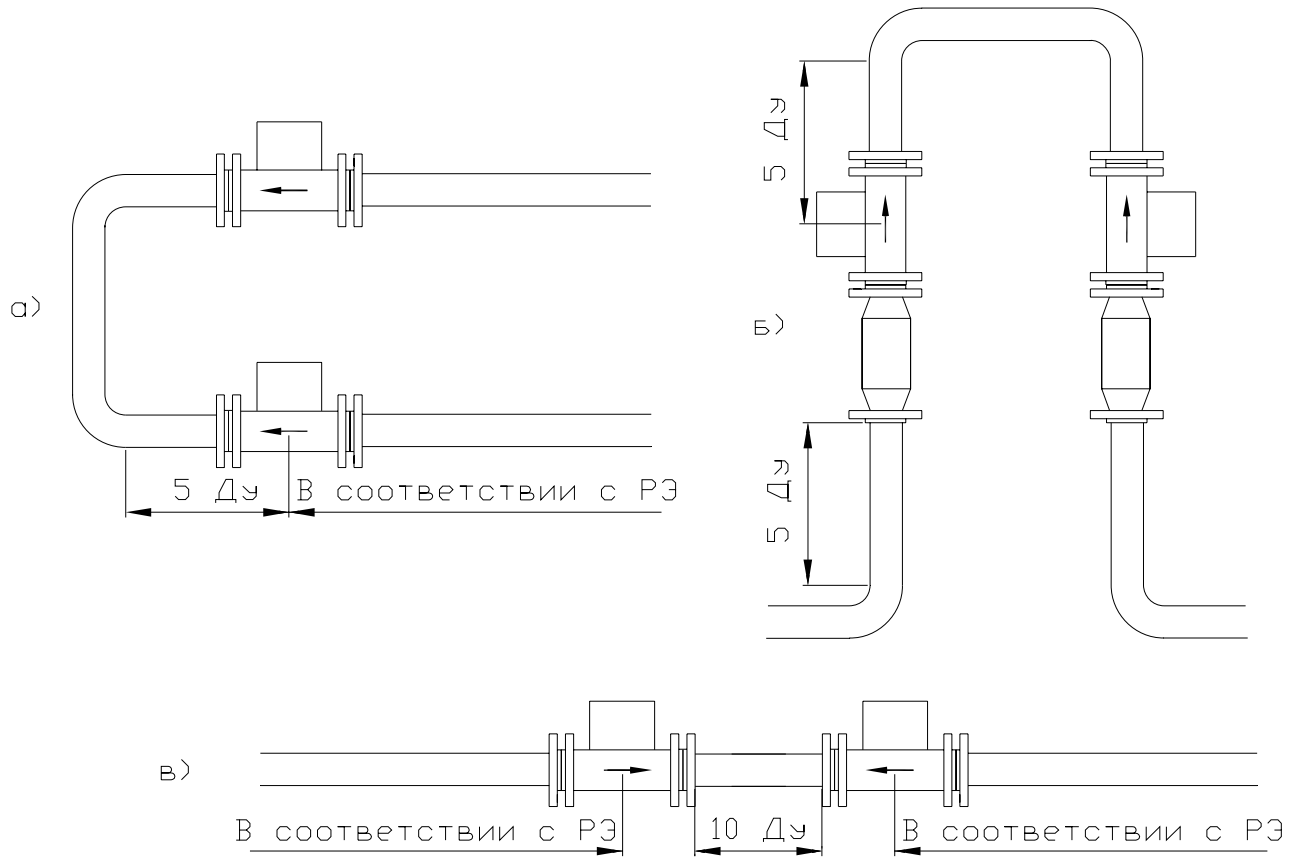 а)
5 Ду
В соответствии с РЭ
5 Ду
б)
5 Ду
в)
В соответствии с РЭ
10 Ду
В соответствии с РЭ